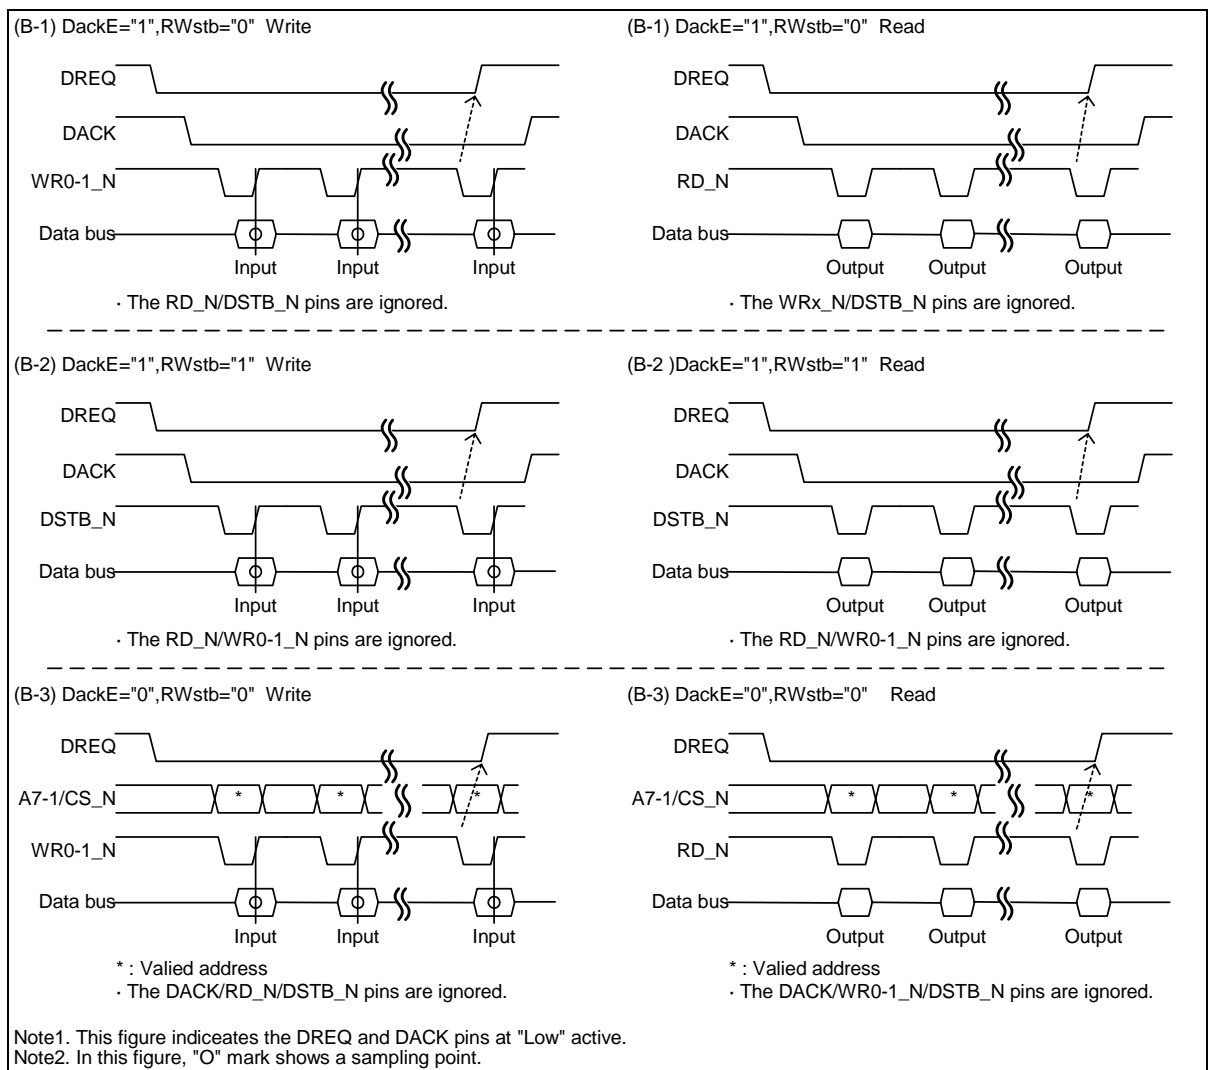 (B-1) DackE="1",RWstb="0" Write
DREQ
DACK
WR0-1_N
Data bus
Input Input Input
· The RD_N/DSTB_N pins are ignored.
(B-1) DackE="1",RWstb="0" Read
DREQ
DACK
RD_N
Data bus
Output Output Output
· The WRx_N/DSTB_N pins are ignored.
(B-2) DackE="1",RWstb="1" Write
DREQ
DACK
DSTB_N
Data bus
Input Input Input
· The RD_N/WR0-1_N pins are ignored.
(B-2 )DackE="1",RWstb="1" Read
DREQ
DACK
DSTB_N
Data bus
Output Output Output
· The RD_N/WR0-1_N pins are ignored.
(B-3) DackE="0",RWstb="0" Write
DREQ
A7-1/CS_N
* * *
WR0-1_N
Data bus
Input Input Input
* : Valied address
· The DACK/RD_N/DSTB_N pins are ignored.
(B-3) DackE="0",RWstb="0" Read
DREQ
A7-1/CS_N
* * *
RD_N
Data bus
Output Output Output
* : Valied address
· The DACK/WR0-1_N/DSTB_N pins are ignored.
Note1. This figure indiceates the DREQ and DACK pins at "Low" active.
Note2. In this figure, "O" mark shows a sampling point.